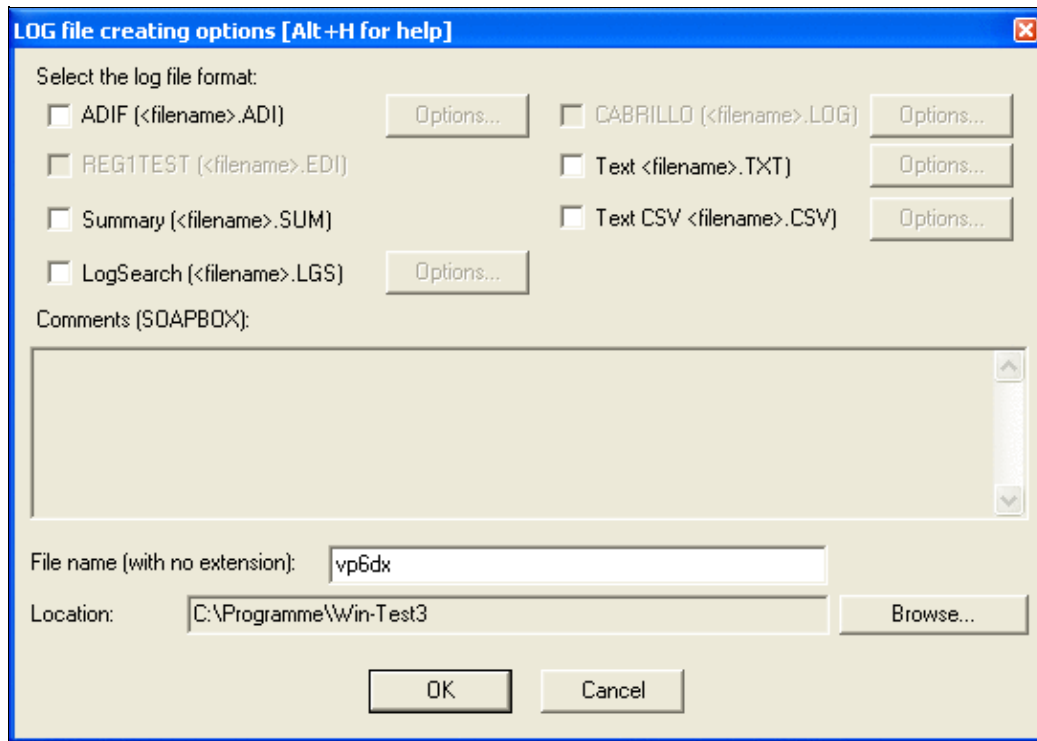 LOG file creating options [Alt+H for help]
Select the log file format:
ADIF (<filename>.ADI) Options... CABRILLO (<filename>.LOG) Options...
REG1TEST (<filename>.EDI) Text <filename>.TXT) Options...
Summary (<filename>.SUM) Text CSV <filename>.CSV) Options...
LogSearch (<filename>.LGS) Options...
Comments (SOAPBOX):
File name (with no extension): vp6dx
Location: C:\Programme\Win-Test3 Browse...
OK Cancel